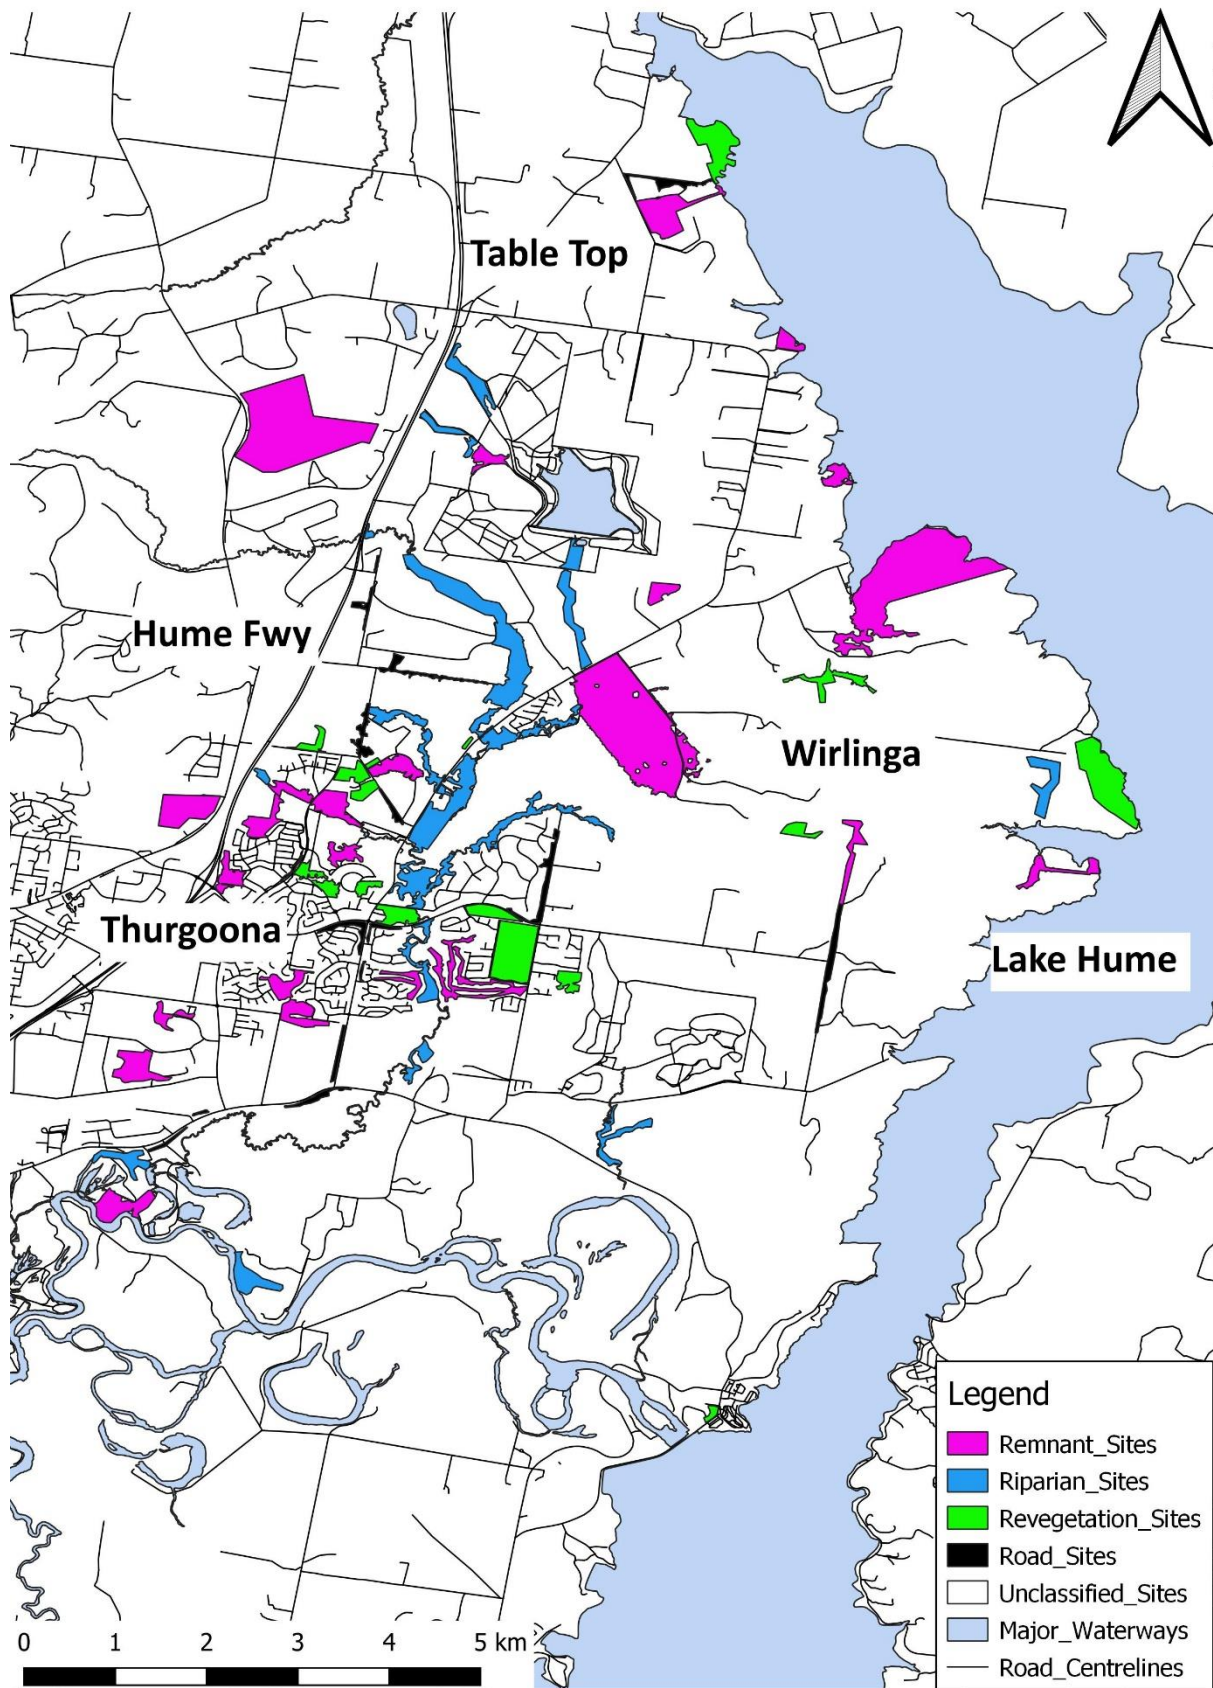 Table Top
Hume Fwy
Wirlinga
Thurgoona
Lake Hume
Legend
Remnant_Sites
Riparian_Sites
Revegetation_Sites
Road_Sites
Unclassified_Sites
Major_Waterways
Road_Centrelines
0 1 2 3 4 5 km